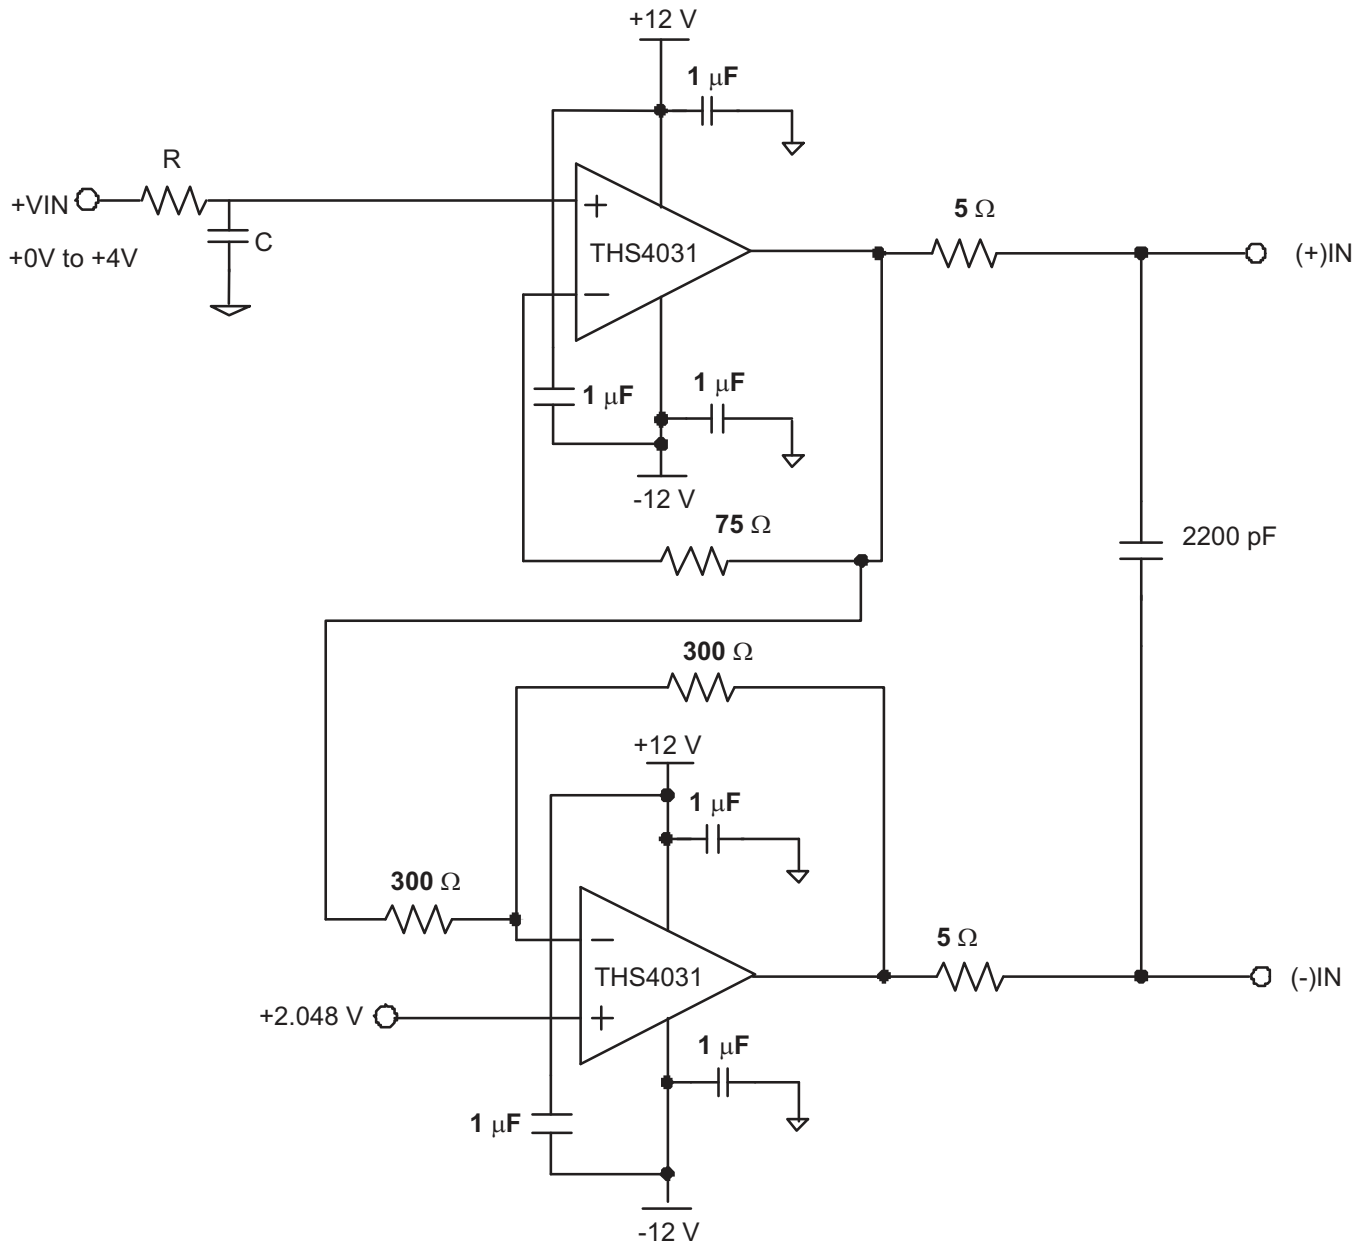 +12 V
1 μF
R
+VIN
C
+0V to +4V
+
THS4031
−
5 Ω
(+)IN
1 μF
1 μF
-12 V
75 Ω
2200 pF
300 Ω
+12 V
1 μF
300 Ω
−
THS4031
+
5 Ω
(-)IN
+2.048 V
1 μF
1 μF
-12 V